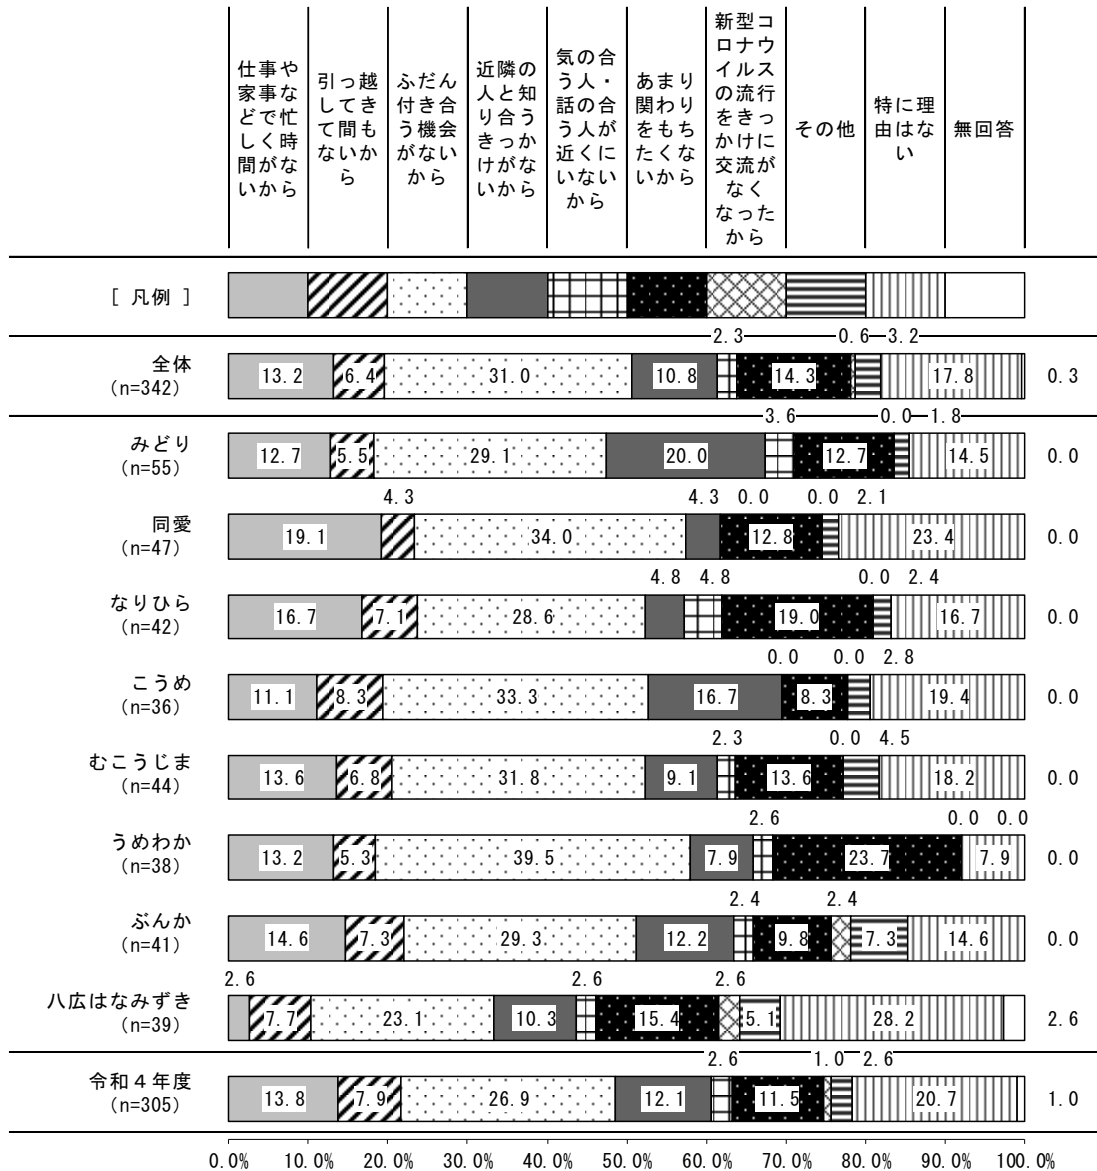 仕事や
家事な
どで忙
しく時
間がな
いから
引っ越
してき
て間も
ないか
ら
ふだん
付き合
う機会
がない
から
近隣の
人と知
り合う
きっか
けがな
いから
気の合
う人・
話の合
う人が
近くに
いない
から
あまり
関わり
をもち
たくな
いから
新型コ
ロナウ
イルス
の流行
をきっ
かけに
交流が
なく
なった
から
その他
特に理
由はな
い
無回答
[ 凡例 ]
2.3 0.6 3.2
全体
(n=342)
13.2 6.4 31.0 10.8 14.3 17.8 0.3
3.6 0.0 1.8
みどり
(n=55)
12.7 5.5 29.1 20.0 12.7 14.5 0.0
4.3 4.3 0.0 0.0 2.1
同愛
(n=47)
19.1 34.0 12.8 23.4 0.0
4.8 4.8 0.0 2.4
なりひら
(n=42)
16.7 7.1 28.6 19.0 16.7 0.0
0.0 0.0 2.8
こうめ
(n=36)
11.1 8.3 33.3 16.7 8.3 19.4 0.0
2.3 0.0 4.5
むこうじま
(n=44)
13.6 6.8 31.8 9.1 13.6 18.2 0.0
2.6 0.0 0.0
うめわか
(n=38)
13.2 5.3 39.5 7.9 23.7 7.9 0.0
2.4 2.4
ぶんか
(n=41)
14.6 7.3 29.3 12.2 9.8 7.3 14.6 0.0
2.6 2.6 2.6
八広はなみずき
(n=39)
7.7 23.1 10.3 15.4 5.1 28.2 2.6
2.6 1.0 2.6
令和４年度
(n=305)
13.8 7.9 26.9 12.1 11.5 20.7 1.0
0.0% 10.0% 20.0% 30.0% 40.0% 50.0% 60.0% 70.0% 80.0% 90.0% 100.0%